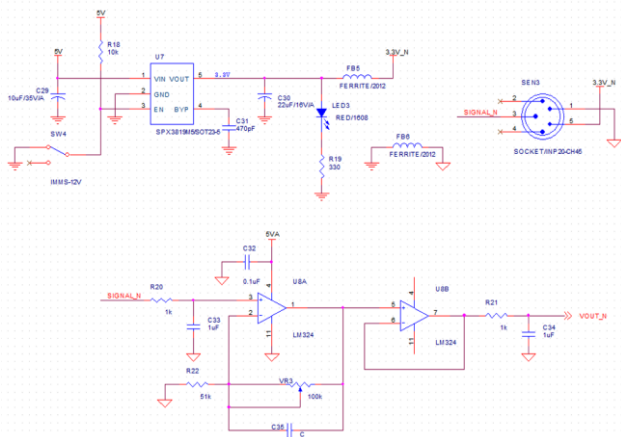 5V
5V
R18
10k
U7
C29
10uF/35V/A
1 VIN VOUT 5
2 GND
3 EN BYP 4
SPX3819M5/SOT23-5
3.3V
C30
22uF/16V/A
C31
470pF
SW4
IMMS-12V
LED3
RED/1608
R19
330
FB5
FERRITE/2012
3.3V_N
FB6
FERRITE/2012
SEN3
3.3V_N
SIGNAL_N
2
3
4
1
5
SOCKET/INP20-CH45
5VA
C32
0.1uF
U8A
SIGNAL_N
R20
1k
C33
1uF
3
2
4
11
1
LM324
U8B
5
6
4
11
7
LM324
R21
1k
C34
1uF
VOUT_N
R22
51k
VR3
100k
C35
C